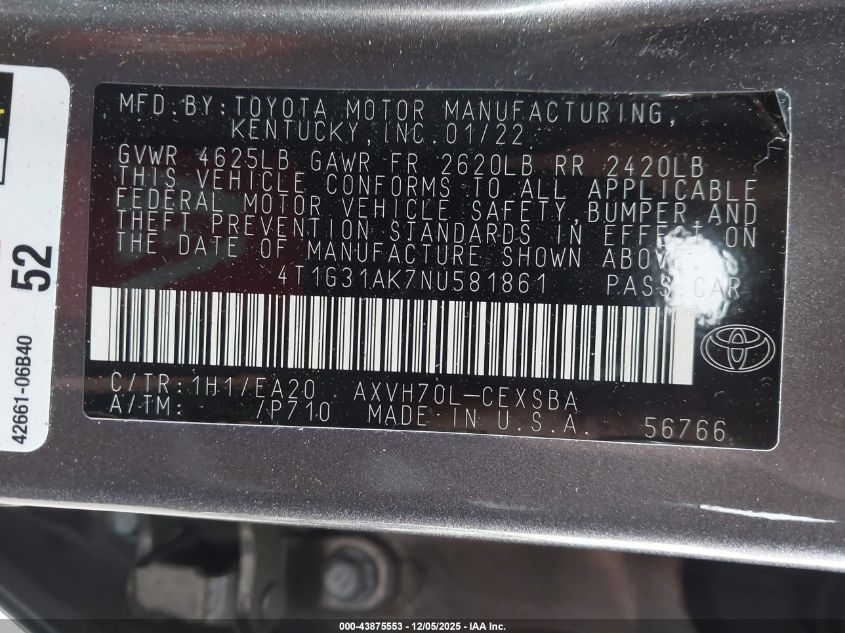 MFD.BY:TOYOTA MOTOR MANUFACTURING,
KENTUCKY,INC.01/22
GVWR 4625LB GAWR FR 2620LB RR 2420LB
THIS VEHICLE CONFORMS TO ALL APPLICABLE
FEDERAL MOTOR VEHICLE SAFETY,BUMPER AND
THEFT PREVENTION STANDARDS IN EFFECT ON
THE DATE OF MANUFACTURE SHOWN ABOVE.
4T1G31AK7NU581861 PASS.CAR
C/TR:1H1/EA20 AXVH70L-CEXSBA
A/TM: /P710 MADE IN U.S.A. 56766
52
42661-06B40
000-43875553 – 12/05/2025 – IAA Inc.